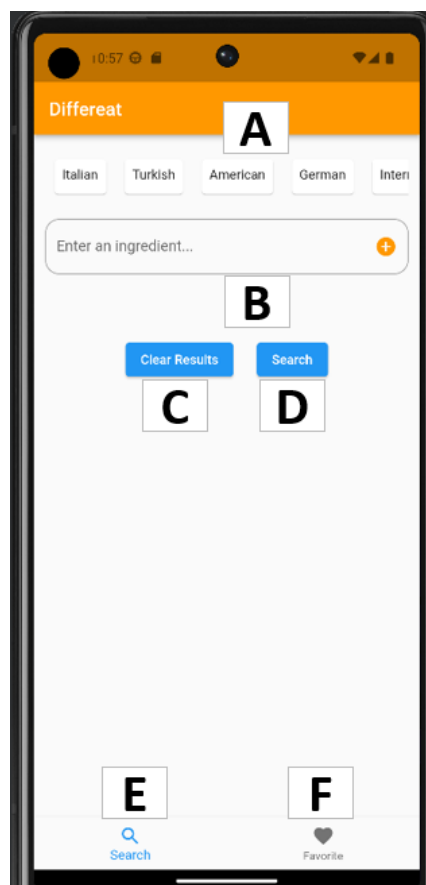 10:57
Differeat
A
Italian Turkish American German
Enter an ingredient...
B
Clear Results Search
C D
E F
Search Favorite